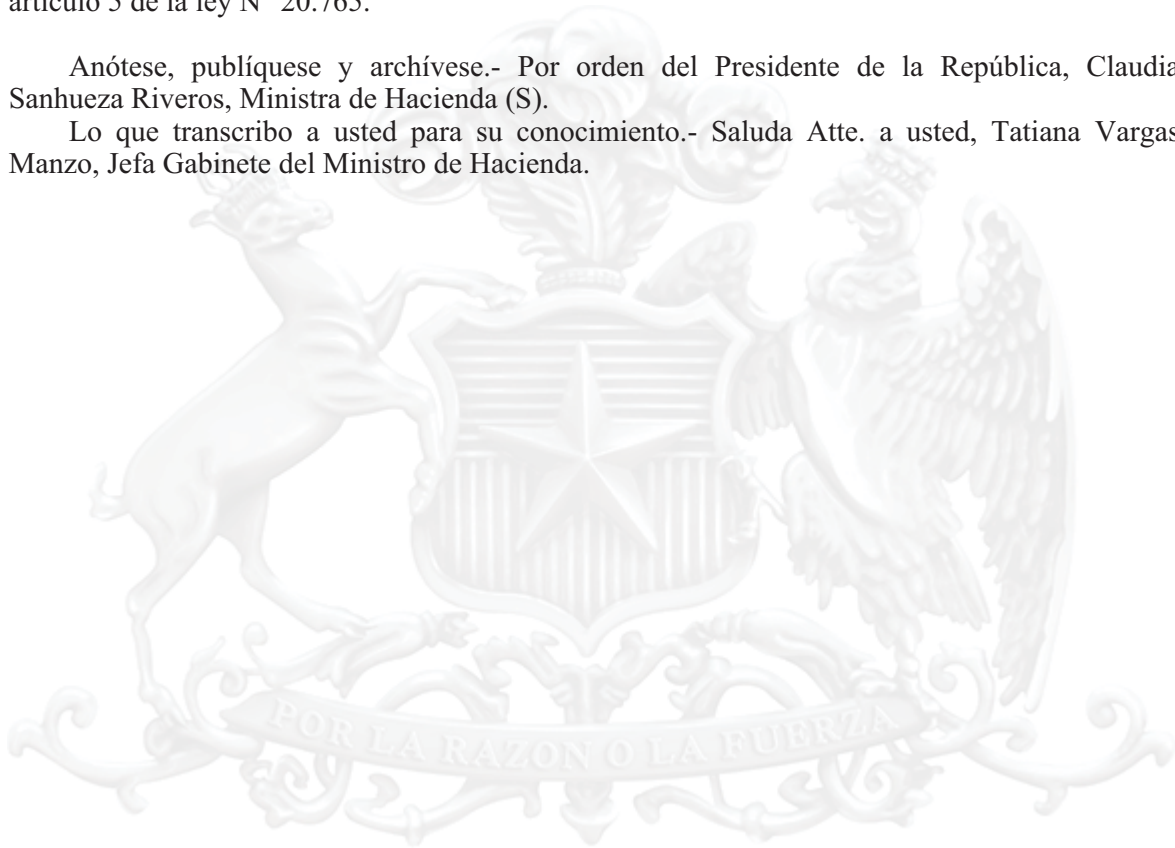 artículo 5 de la ley N° 20.765.
Anótese, publíquese y archívese.- Por orden del Presidente de la República, Claudia
Sanhueza Riveros, Ministra de Hacienda (S).
Lo que transcribo a usted para su conocimiento.- Saluda Atte. a usted, Tatiana Vargas
Manzo, Jefa Gabinete del Ministro de Hacienda.
POR LA RAZON O LA FUERZA